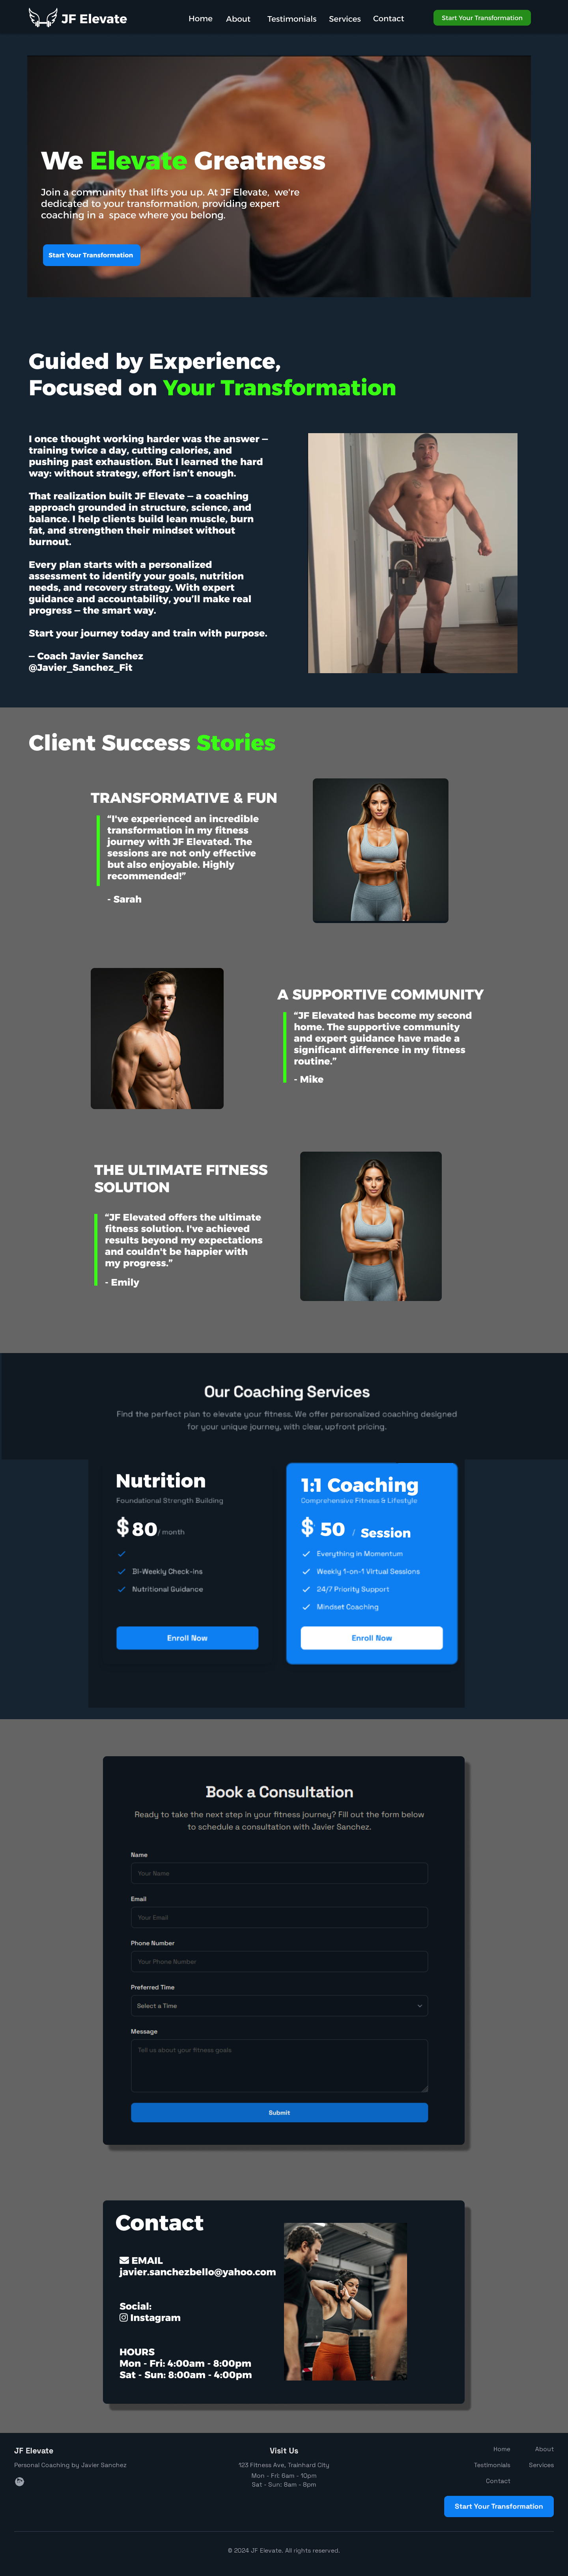 JF Elevate
Home
About
Testimonials
Services
Contact
Start Your Transformation
We Elevate Greatness
Join a community that lifts you up. At JF Elevate, we're
dedicated to your transformation, providing expert
coaching in a space where you belong.
Start Your Transformation
Guided by Experience,
Focused on Your Transformation
I once thought working harder was the answer —
training twice a day, cutting calories, and
pushing past exhaustion. But I learned the hard
way: without strategy, effort isn't enough.
That realization built JF Elevate — a coaching
approach grounded in structure, science, and
balance. I help clients build lean muscle, burn
fat, and strengthen their mindset without
burnout.
Every plan starts with a personalized
assessment to identify your goals, nutrition
needs, and recovery strategy. With expert
guidance and accountability, you'll make real
progress — the smart way.
Start your journey today and train with purpose.
— Coach Javier Sanchez
@Javier_Sanchez_Fit
Client Success Stories
TRANSFORMATIVE & FUN
"I've experienced an incredible
transformation in my fitness
journey with JF Elevated. The
sessions are not only effective
but also enjoyable. Highly
recommended!"
- Sarah
A SUPPORTIVE COMMUNITY
"JF Elevated has become my second
home. The supportive community
and expert guidance have made a
significant difference in my fitness
routine."
- Mike
THE ULTIMATE FITNESS
SOLUTION
"JF Elevated offers the ultimate
fitness solution. I've achieved
results beyond my expectations
and couldn't be happier with
my progress."
- Emily
Our Coaching Services
Find the perfect plan to elevate your fitness. We offer personalized coaching designed
for your unique journey, with clear, upfront pricing.
Nutrition
Foundational Strength Building
$80 / month
Bi-Weekly Check-ins
Nutritional Guidance
Enroll Now
1:1 Coaching
Comprehensive Fitness & Lifestyle
$ 50 / Session
Everything in Momentum
Weekly 1-on-1 Virtual Sessions
24/7 Priority Support
Mindset Coaching
Enroll Now
Book a Consultation
Ready to take the next step in your fitness journey? Fill out the form below
to schedule a consultation with Javier Sanchez.
Name
Your Name
Email
Your Email
Phone Number
Your Phone Number
Preferred Time
Select a Time
Message
Tell us about your fitness goals
Submit
Contact
EMAIL
javier.sanchezbello@yahoo.com
Social:
Instagram
HOURS
Mon - Fri: 4:00am - 8:00pm
Sat - Sun: 8:00am - 4:00pm
JF Elevate
Personal Coaching by Javier Sanchez
Visit Us
123 Fitness Ave, Trainhard City
Mon - Fri: 6am - 10pm
Sat - Sun: 8am - 8pm
Home
About
Testimonials
Services
Contact
Start Your Transformation
© 2024 JF Elevate. All rights reserved.